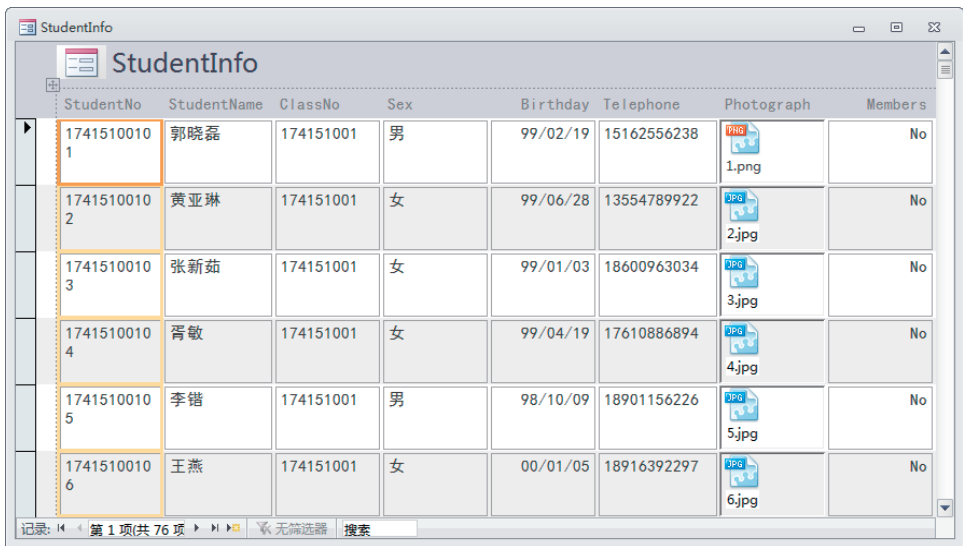 StudentInfo
StudentInfo
StudentNo StudentName ClassNo Sex Birthday Telephone Photograph Members
17415100101 郭晓磊 174151001 男 99/02/19 15162556238 PNG 1.png No
17415100102 黄亚琳 174151001 女 99/06/28 13554789922 JPG 2.jpg No
17415100103 张新茹 174151001 女 99/01/03 18600963034 JPG 3.jpg No
17415100104 胥敏 174151001 女 99/04/19 17610886894 JPG 4.jpg No
17415100105 李锴 174151001 男 98/10/09 18901156226 JPG 5.jpg No
17415100106 王燕 174151001 女 00/01/05 18916392297 JPG 6.jpg No
记录: 第 1 项(共 76 项 无筛选器 搜索